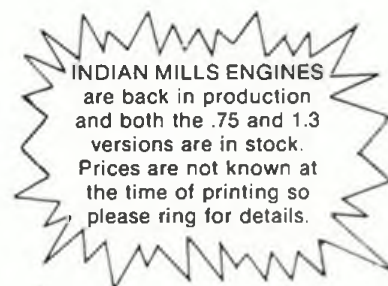 INDIAN MILLS ENGINES
are back in production
and both the .75 and 1.3
versions are in stock.
Prices are not known at
the time of printing so
please ring for details.